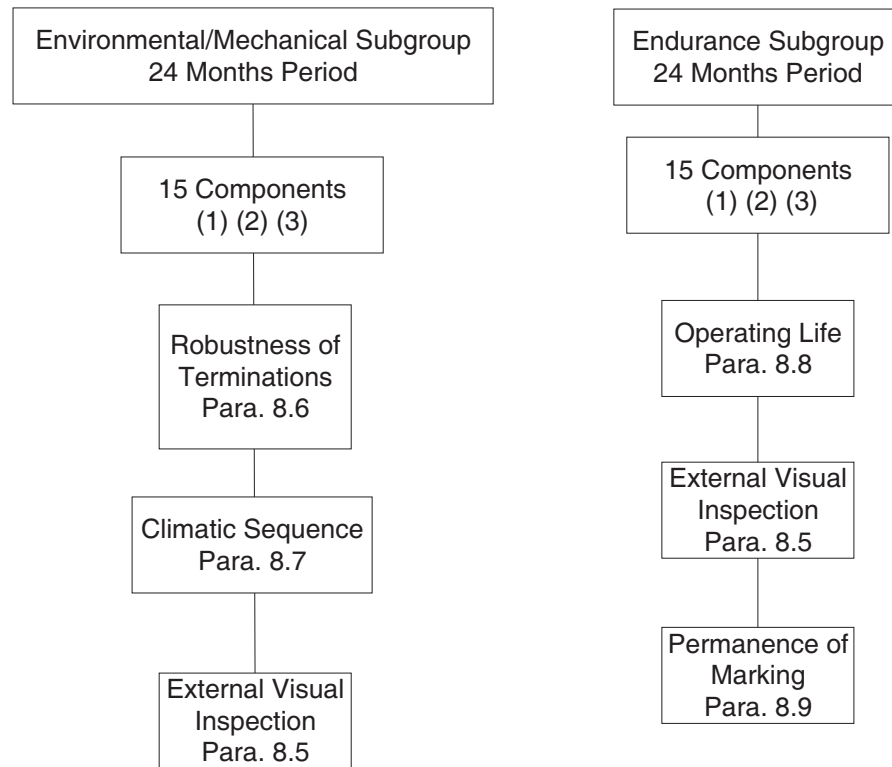 Environmental/Mechanical Subgroup
24 Months Period
15 Components
(1) (2) (3)
Robustness of
Terminations
Para. 8.6
Climatic Sequence
Para. 8.7
External Visual
Inspection
Para. 8.5
Endurance Subgroup
24 Months Period
15 Components
(1) (2) (3)
Operating Life
Para. 8.8
External Visual
Inspection
Para. 8.5
Permanence of
Marking
Para. 8.9